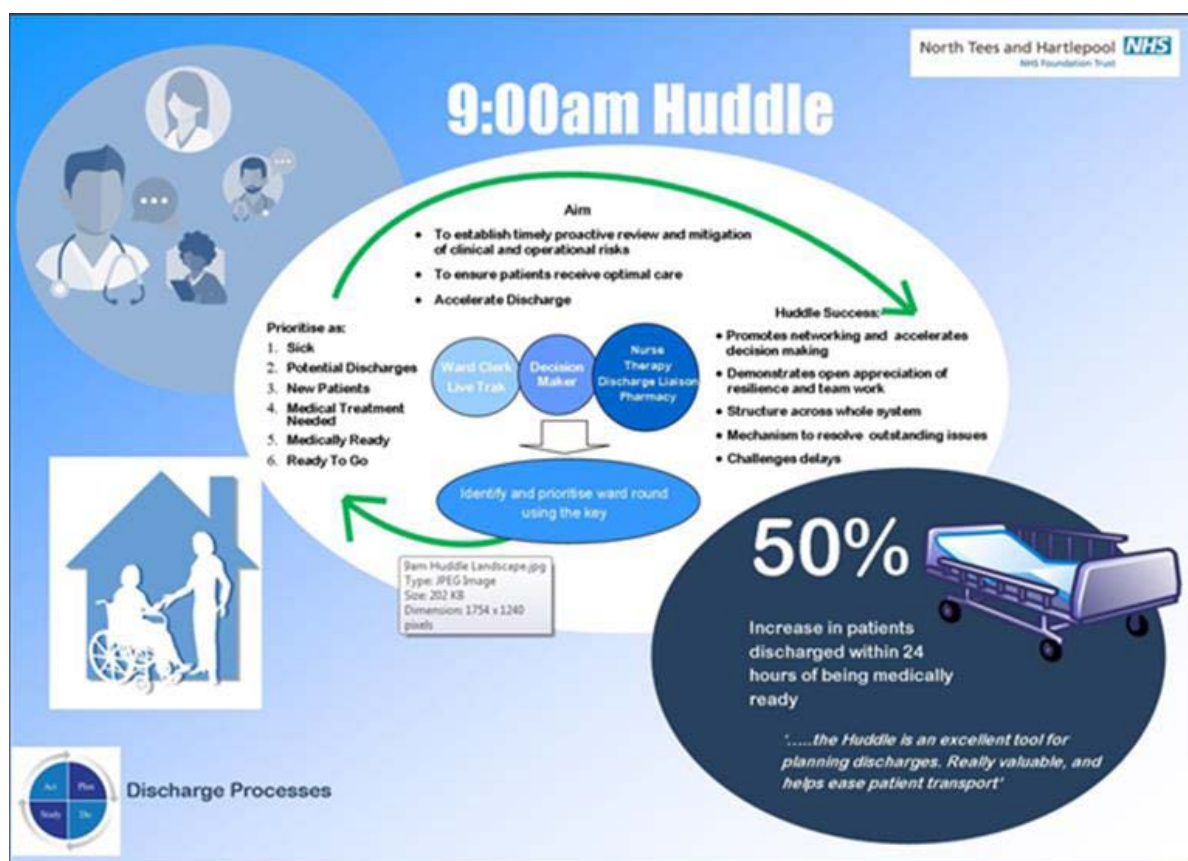 North Tees and Hartlepool NHS
NHS Foundation Trust
9:00am Huddle
Aim
• To establish timely proactive review and mitigation
of clinical and operational risks
• To ensure patients receive optimal care
• Accelerate Discharge
Prioritise as:
1. Sick
2. Potential Discharges
3. New Patients
4. Medical Treatment
Needed
5. Medically Ready
6. Ready To Go
Ward Clerk
Live Trak
Decision
Maker
Nurse
Therapy
Discharge Liaison
Pharmacy
Identify and prioritise ward round
using the key
Huddle Success:
• Promotes networking and accelerates
decision making
• Demonstrates open appreciation of
resilience and team work
• Structure across whole system
• Mechanism to resolve outstanding issues
• Challenges delays
9am Huddle Landscape.jpg
Type: JPEG Image
Size: 202 KB
Dimension: 1754 x 1240
pixels
50%
Increase in patients
discharged within 24
hours of being medically
ready
'.....the Huddle is an excellent tool for
planning discharges. Really valuable, and
helps ease patient transport'
Act Plan
Study Do
Discharge Processes